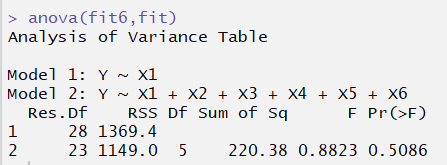 > anova(fit6,fit)
Analysis of Variance Table
Model 1: Y ~ X1
Model 2: Y ~ X1 + X2 + X3 + X4 + X5 + X6
  Res.Df    RSS Df Sum of Sq      F Pr(>F)
1     28 1369.4
2     23 1149.0  5    220.38 0.8823 0.5086